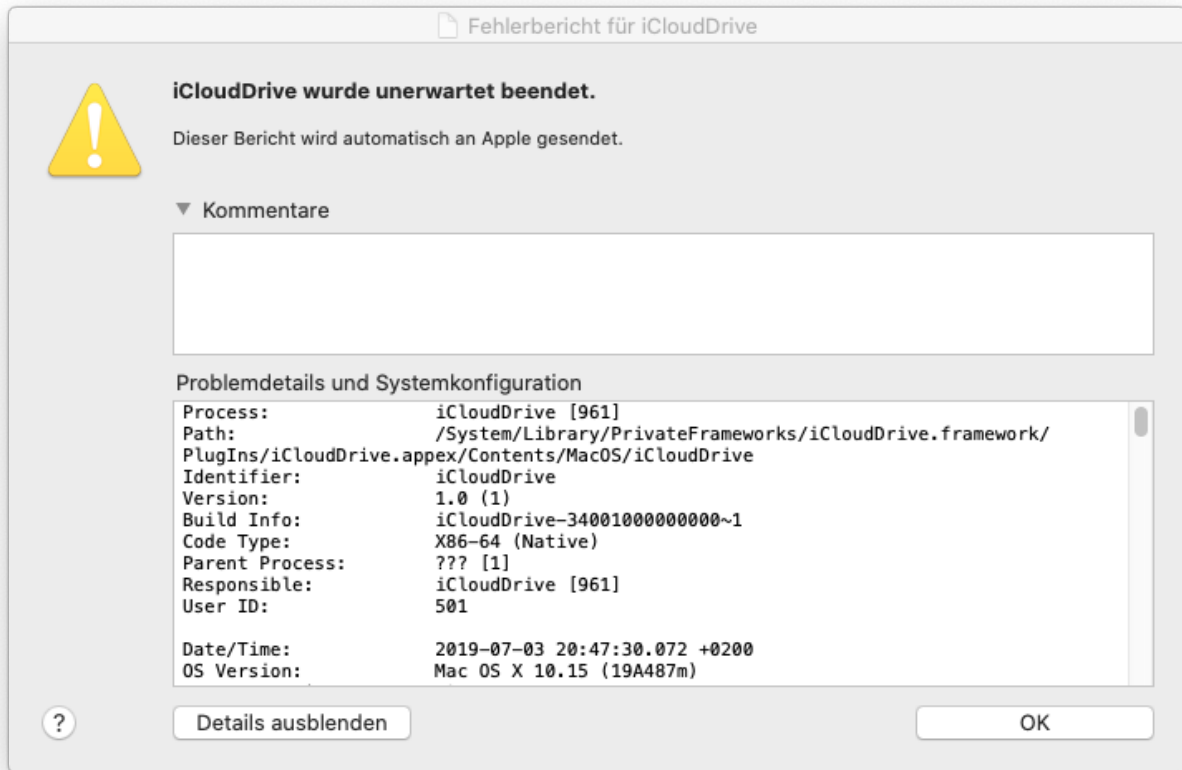 Fehlerbericht für iCloudDrive
iCloudDrive wurde unerwartet beendet.
Dieser Bericht wird automatisch an Apple gesendet.
Kommentare
Problemdetails und Systemkonfiguration
Process: iCloudDrive [961]
Path: /System/Library/PrivateFrameworks/iCloudDrive.framework/
PlugIns/iCloudDrive.appex/Contents/MacOS/iCloudDrive
Identifier: iCloudDrive
Version: 1.0 (1)
Build Info: iCloudDrive-34001000000000~1
Code Type: X86-64 (Native)
Parent Process: ??? [1]
Responsible: iCloudDrive [961]
User ID: 501
Date/Time: 2019-07-03 20:47:30.072 +0200
OS Version: Mac OS X 10.15 (19A487m)
? Details ausblenden OK